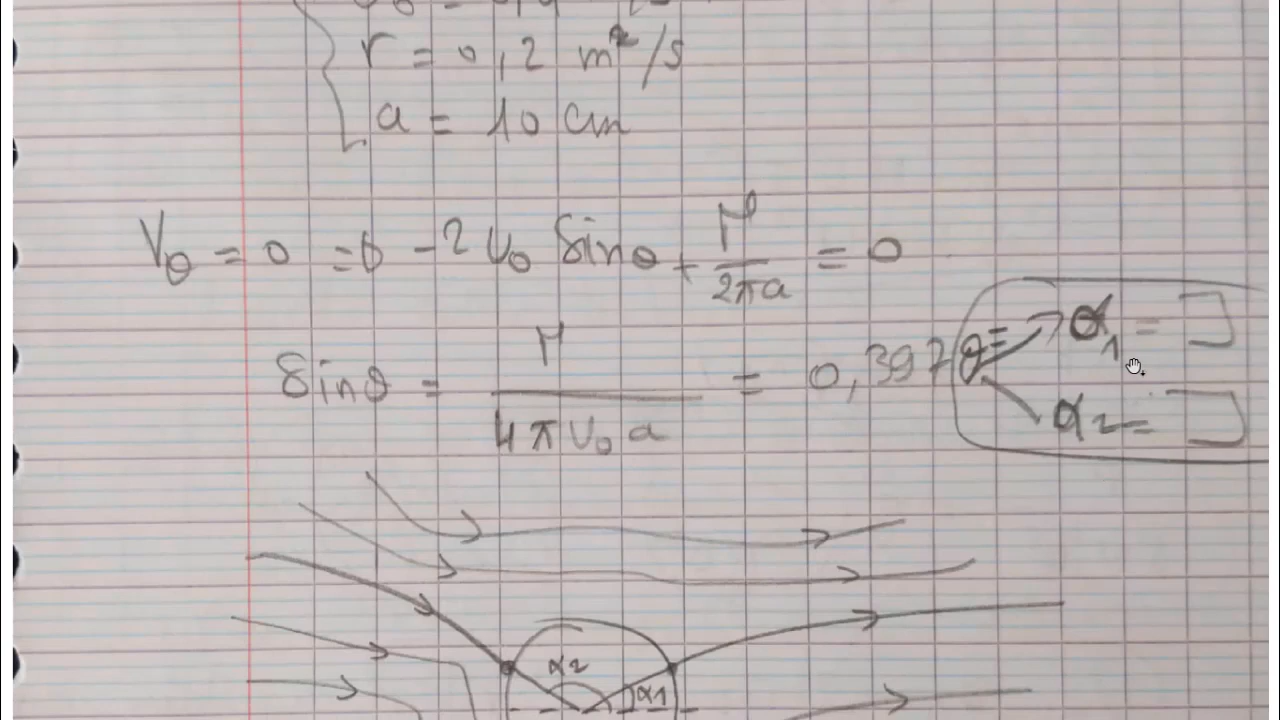 r = 0,2 m²/s
a = 10 cm
Vθ = 0 => -2 U₀ sinθ + Γ/2πa = 0
sinθ = Γ/4πU₀a = 0,397 θ = α₁ =
α₂ =
α₂ α₁